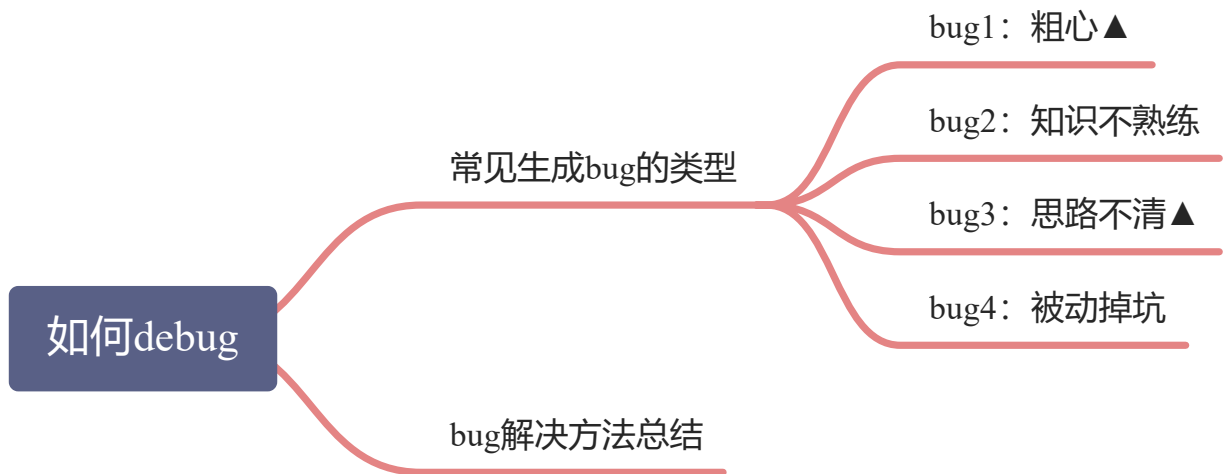 如何debug
常见生成bug的类型
bug1：粗心▲
bug2：知识不熟练
bug3：思路不清▲
bug4：被动掉坑
bug解决方法总结